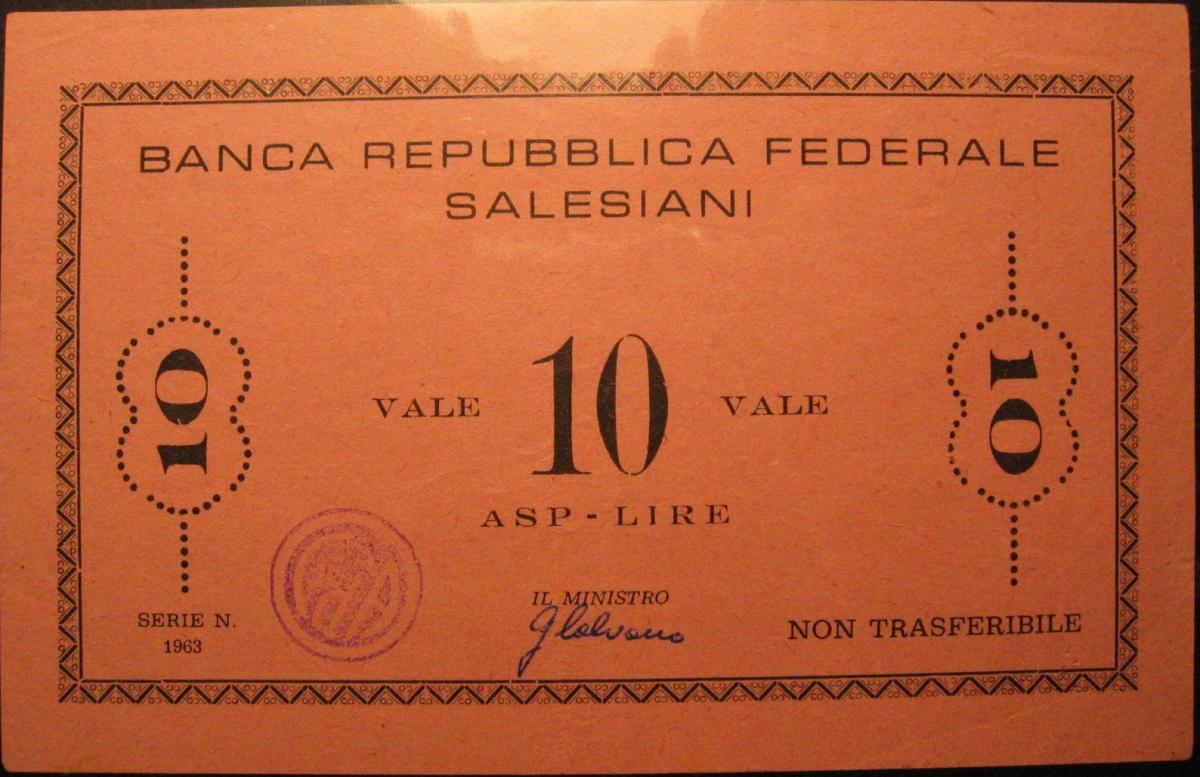 BANCA REPUBBLICA FEDERALE
SALESIANI
10
10
VALE 10 VALE
ASP - LIRE
IL MINISTRO
SERIE N.
1963
NON TRASFERIBILE